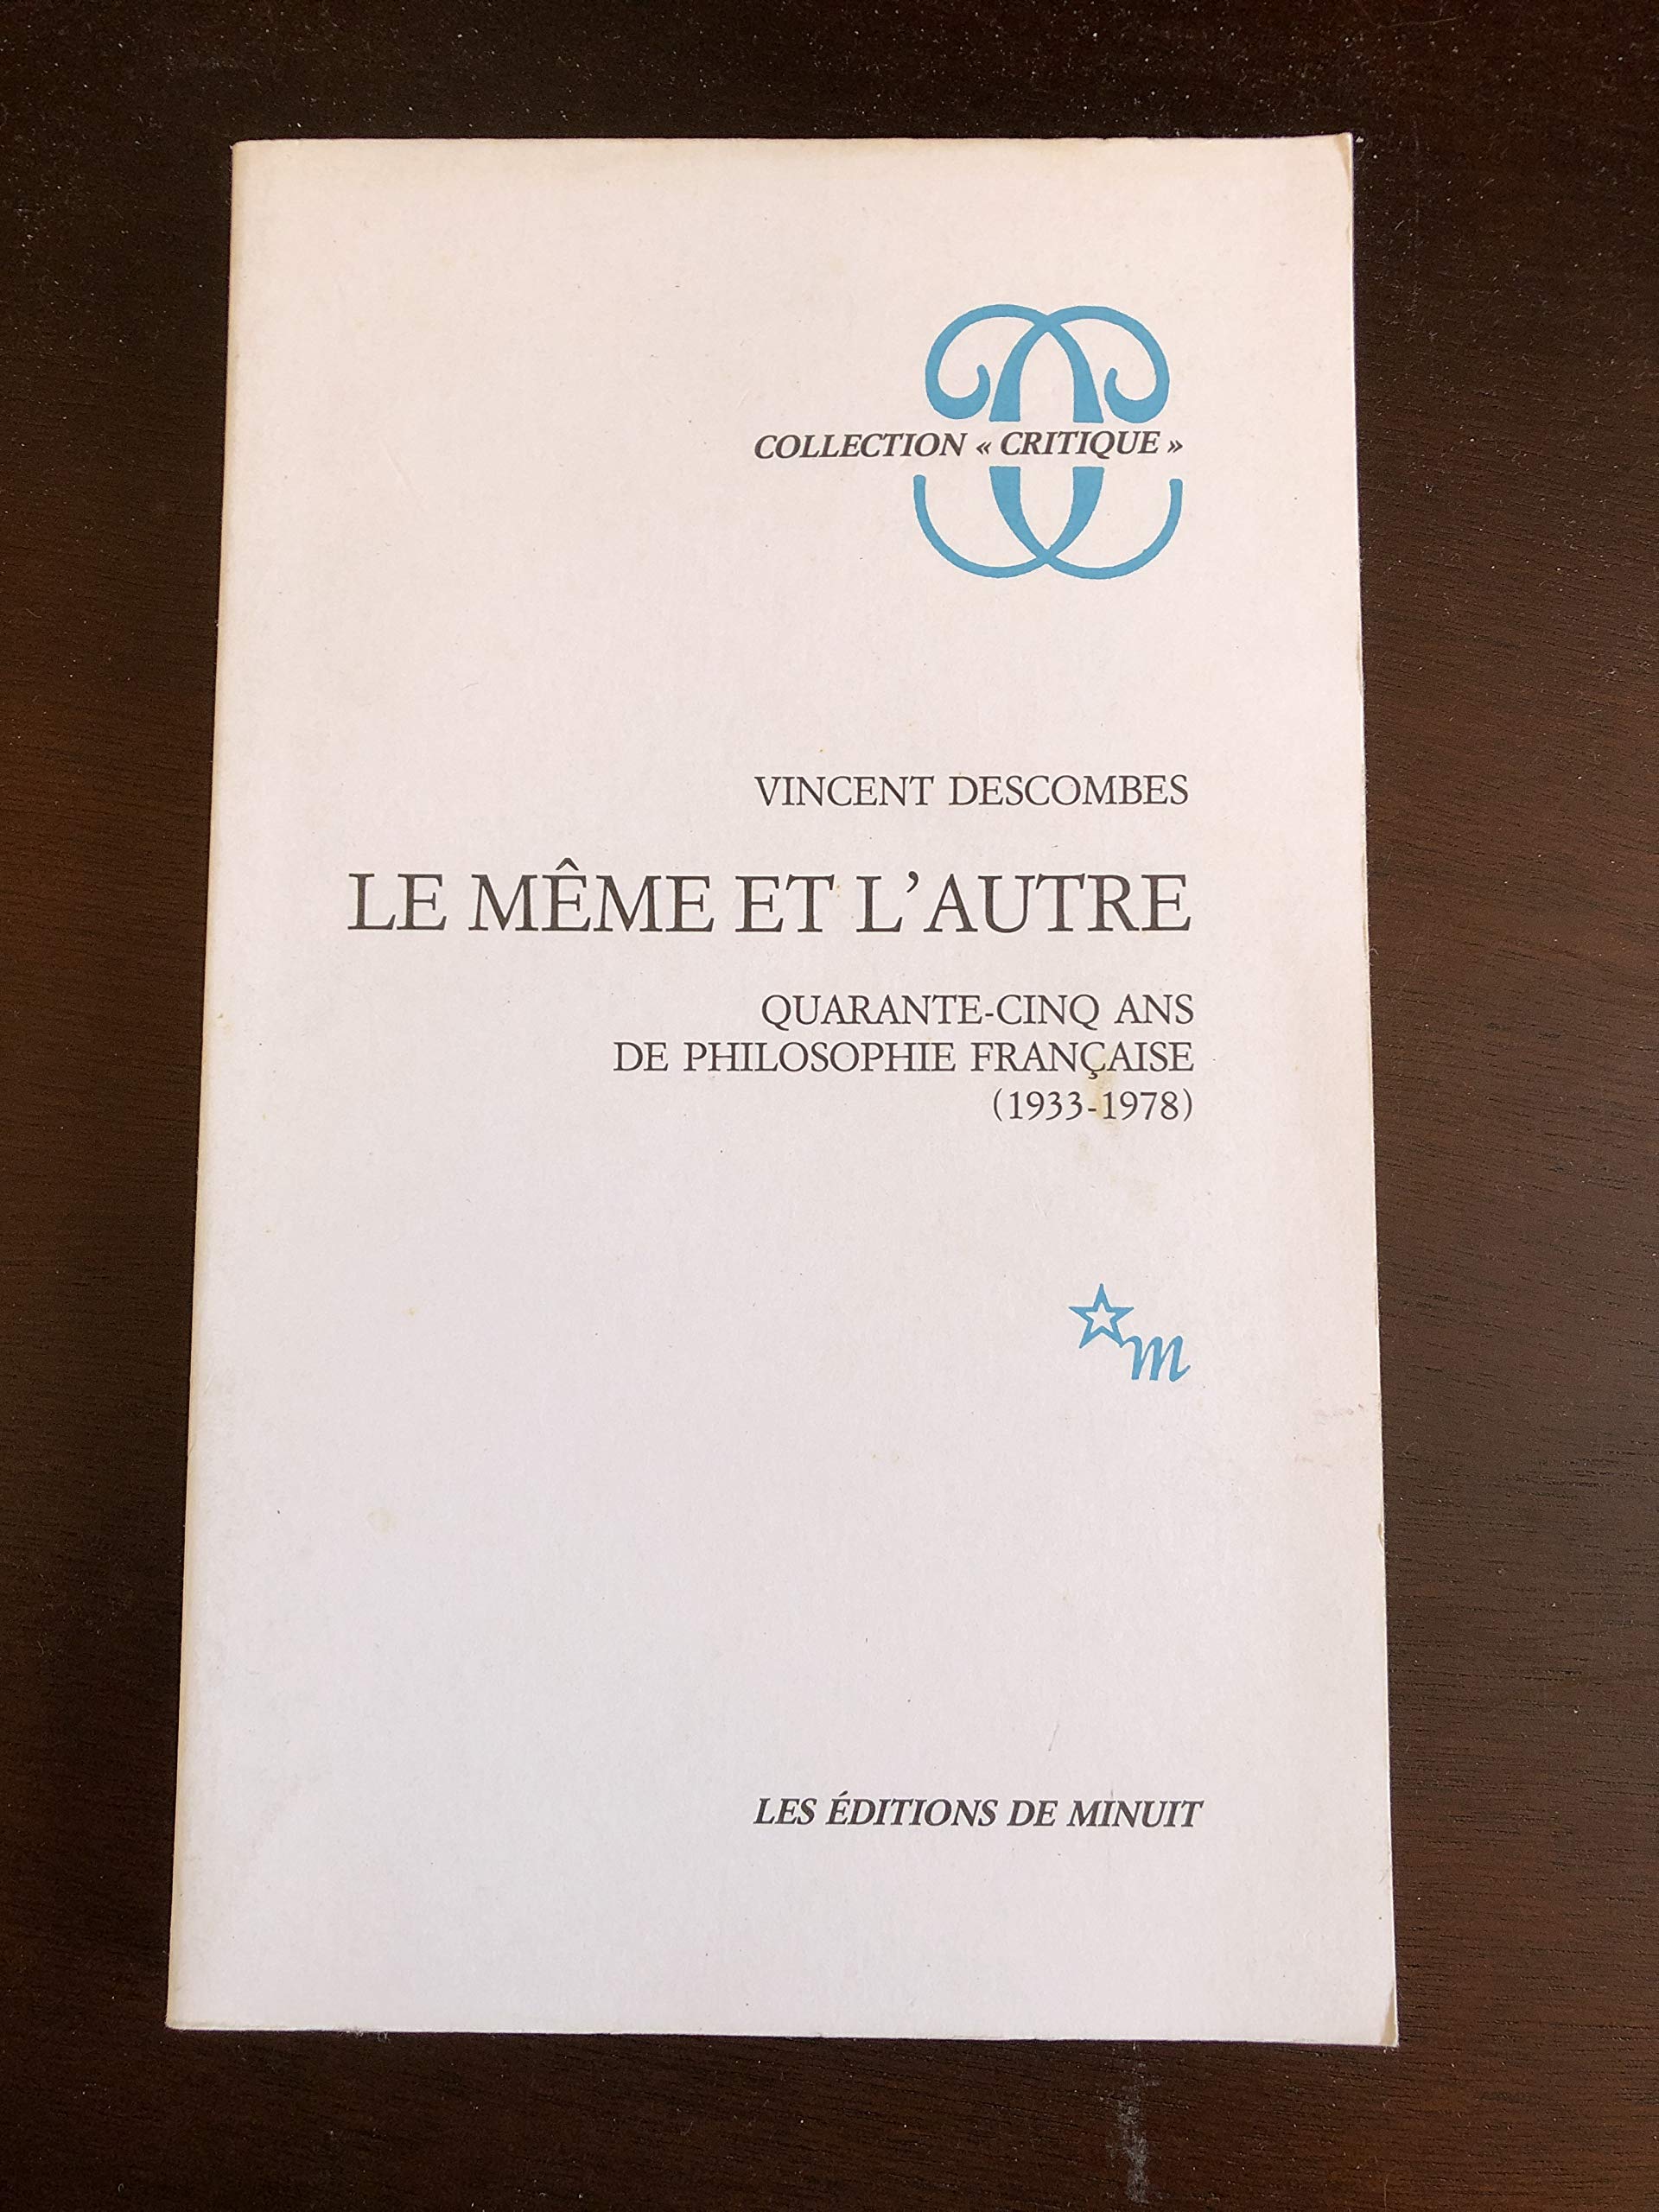 COLLECTION « CRITIQUE »
VINCENT DESCOMBES
LE MÊME ET L’AUTRE
QUARANTE-CINQ ANS
DE PHILOSOPHIE FRANÇAISE
(1933-1978)
m
LES ÉDITIONS DE MINUIT